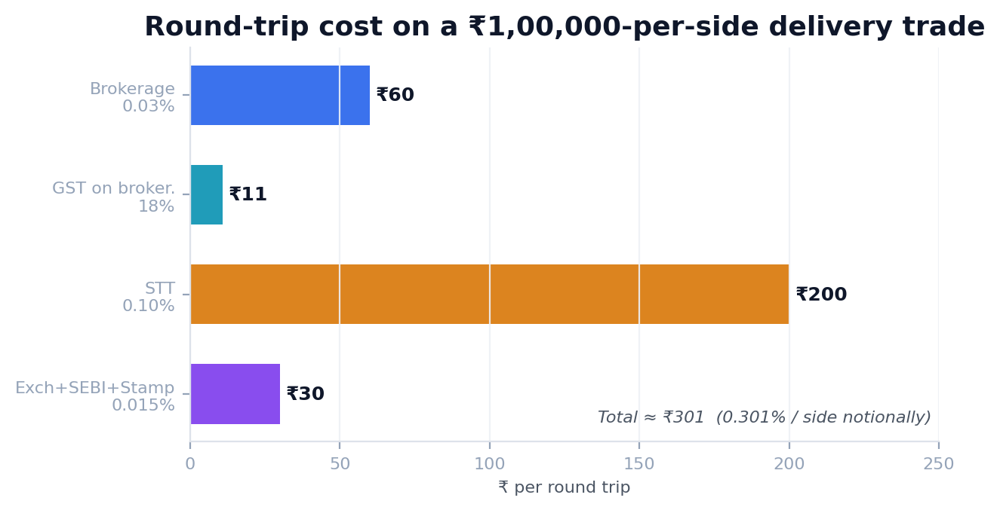 Round-trip cost on a ₹1,00,000-per-side delivery trade
Brokerage
0.03%
₹60
GST on broker.
18%
₹11
STT
0.10%
₹200
Exch+SEBI+Stamp
0.015%
₹30
Total ≈ ₹301  (0.301% / side notionally)
0 50 100 150 200 250
₹ per round trip